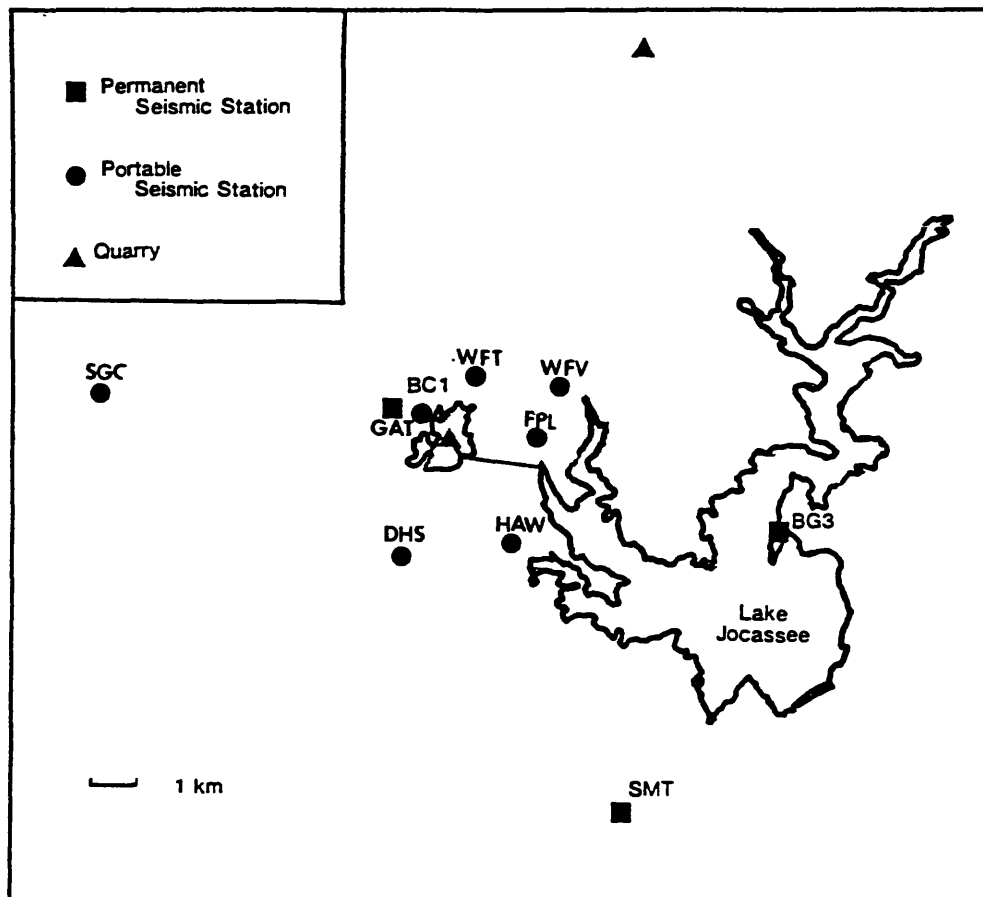 Permanent
Seismic Station
Portable
Seismic Station
Quarry
SGC
.WFT
WFV
BC1
GAT
FPL
DHS
HAW
BG3
Lake
Jocassee
1 km
SMT